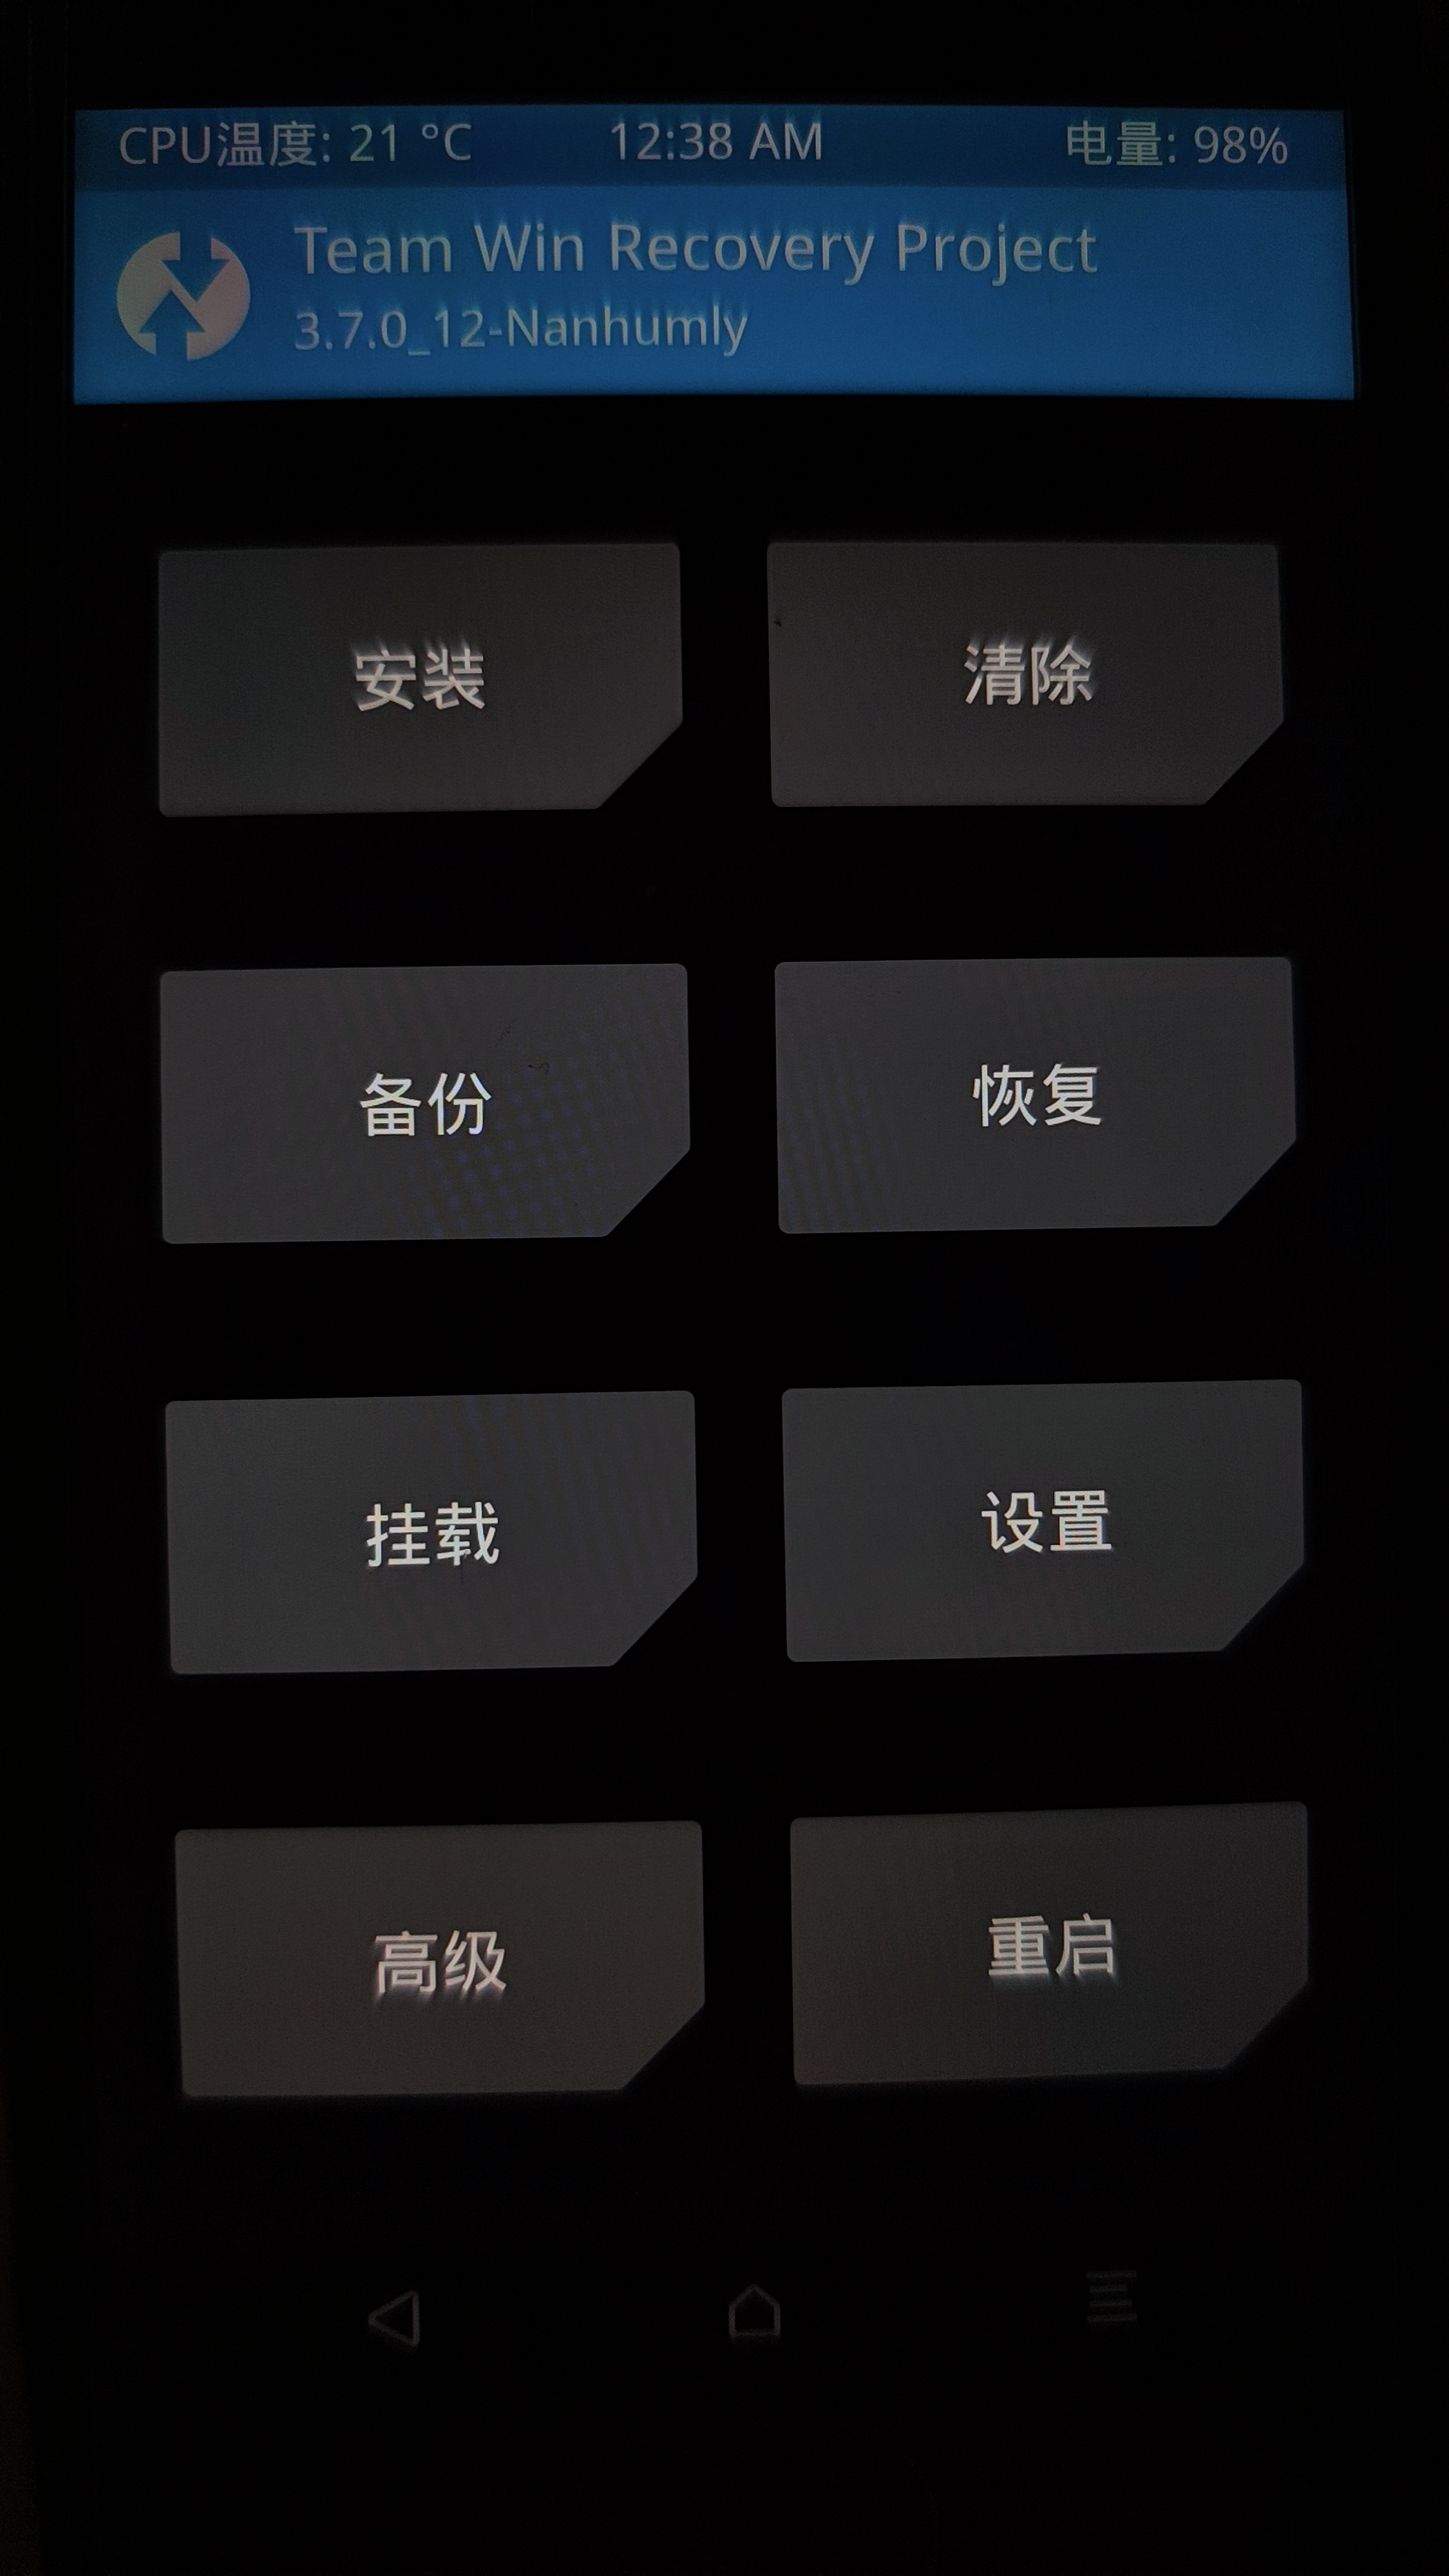 CPU温度: 21 °C 12:38 AM 电量: 98%
Team Win Recovery Project
3.7.0_12-Nanhumly
安装 清除
备份 恢复
挂载 设置
高级 重启